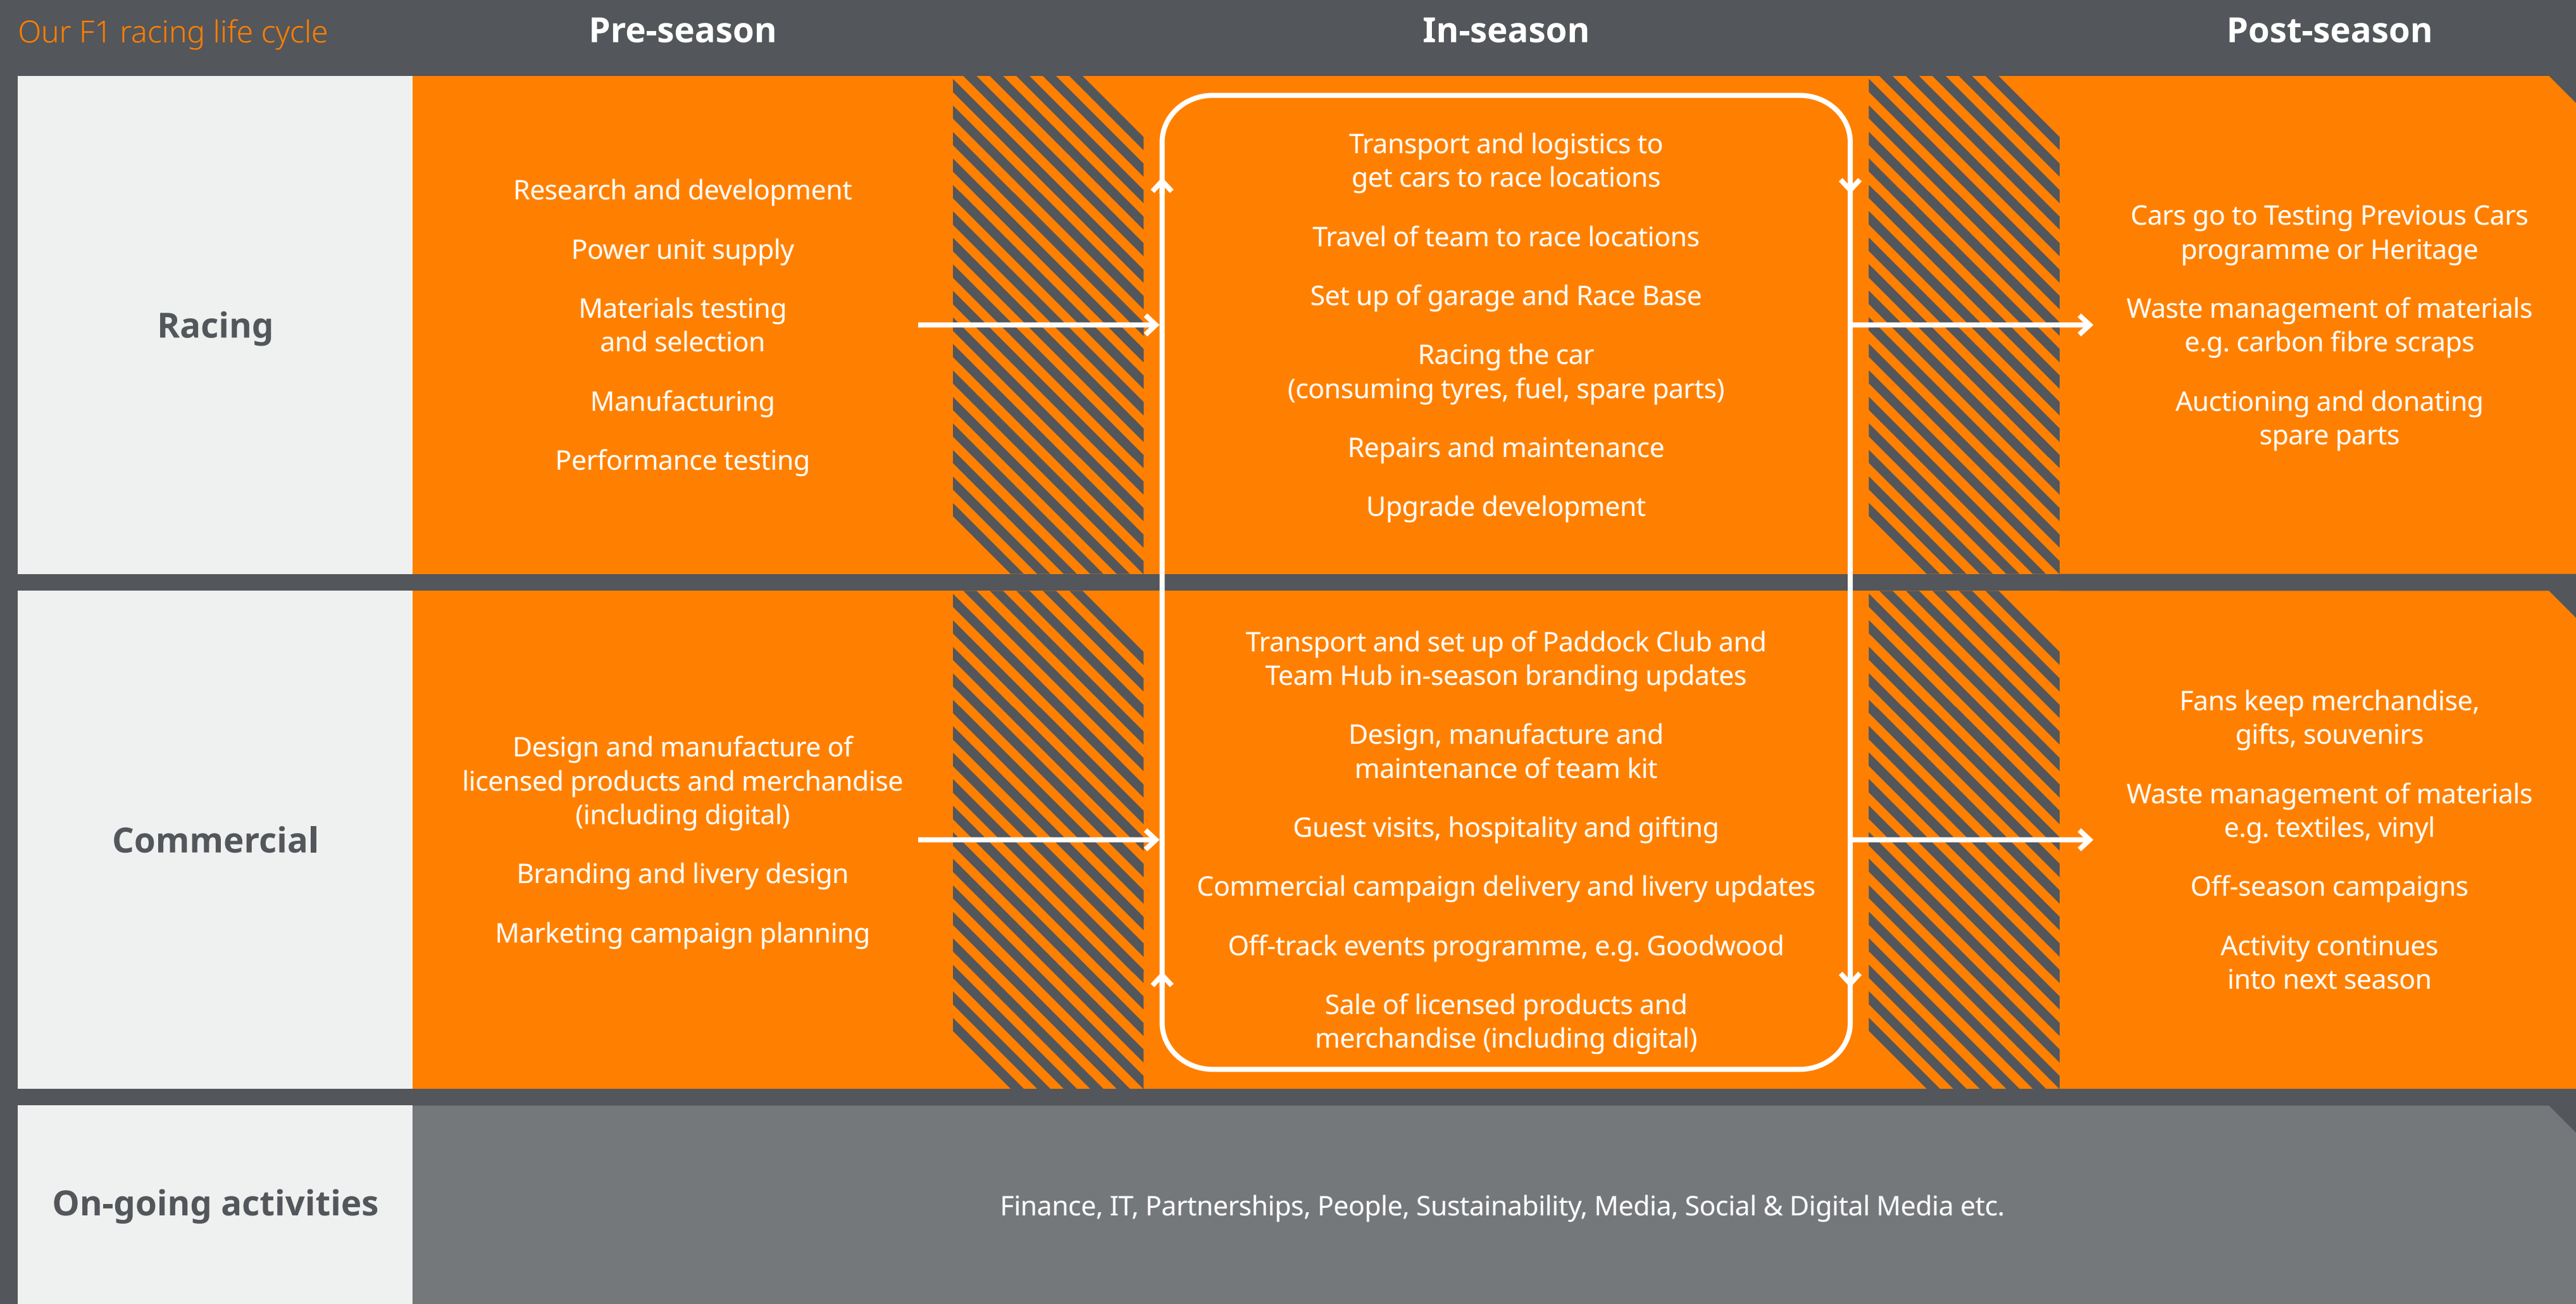 Our F1 racing life cycle
Pre-season
In-season
Post-season
Racing
Research and development
Power unit supply
Materials testing
and selection
Manufacturing
Performance testing
Transport and logistics to
get cars to race locations
Travel of team to race locations
Set up of garage and Race Base
Racing the car
(consuming tyres, fuel, spare parts)
Repairs and maintenance
Upgrade development
Cars go to Testing Previous Cars
programme or Heritage
Waste management of materials
e.g. carbon fibre scraps
Auctioning and donating
spare parts
Commercial
Design and manufacture of
licensed products and merchandise
(including digital)
Branding and livery design
Marketing campaign planning
Transport and set up of Paddock Club and
Team Hub in-season branding updates
Design, manufacture and
maintenance of team kit
Guest visits, hospitality and gifting
Commercial campaign delivery and livery updates
Off-track events programme, e.g. Goodwood
Sale of licensed products and
merchandise (including digital)
Fans keep merchandise,
gifts, souvenirs
Waste management of materials
e.g. textiles, vinyl
Off-season campaigns
Activity continues
into next season
On-going activities
Finance, IT, Partnerships, People, Sustainability, Media, Social & Digital Media etc.